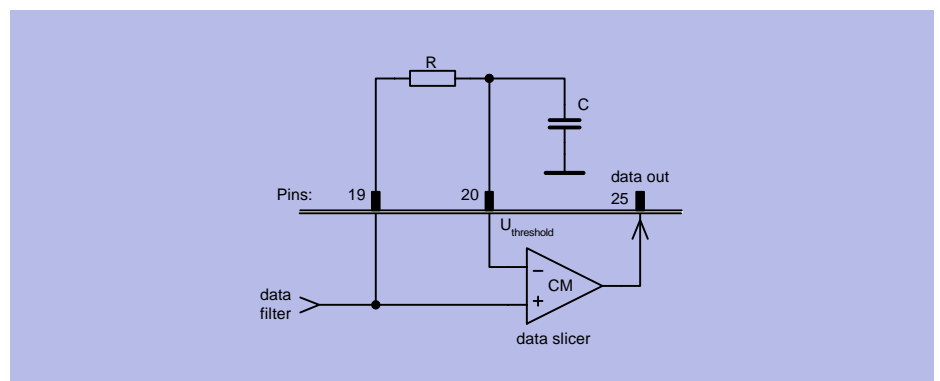 R
C
data out
Pins:
19
20
25
Uthreshold
−
CM
+
data
filter
data slicer